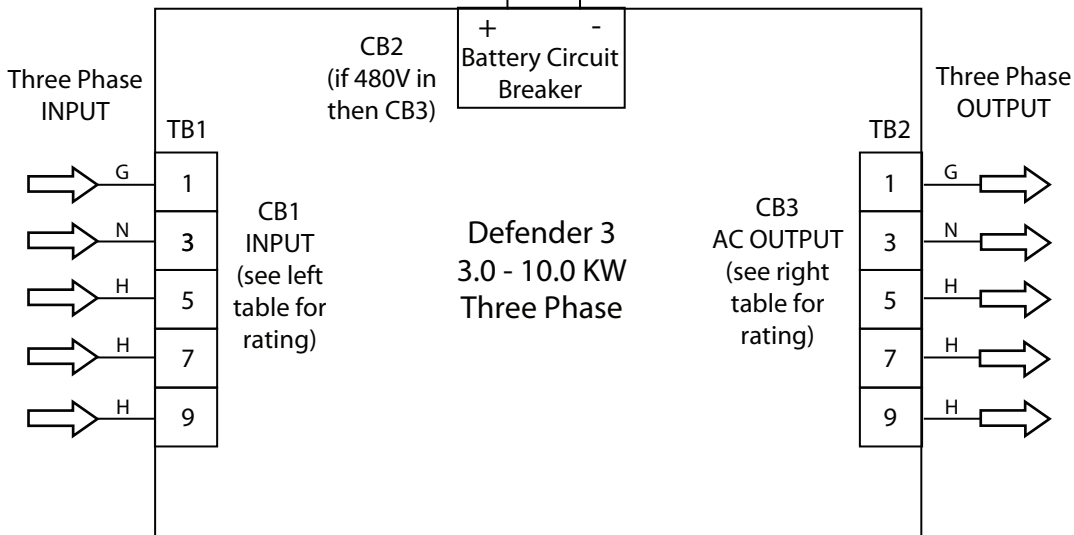 + -
Battery Circuit
Breaker
CB2
(if 480V in
then CB3)
Three Phase
INPUT
TB1
G
1
N
3
H
5
H
7
H
9
CB1
INPUT
(see left
table for
rating)
Defender 3
3.0 - 10.0 KW
Three Phase
CB3
AC OUTPUT
(see right
table for
rating)
Three Phase
OUTPUT
TB2
1
G
3
N
5
H
7
H
9
H